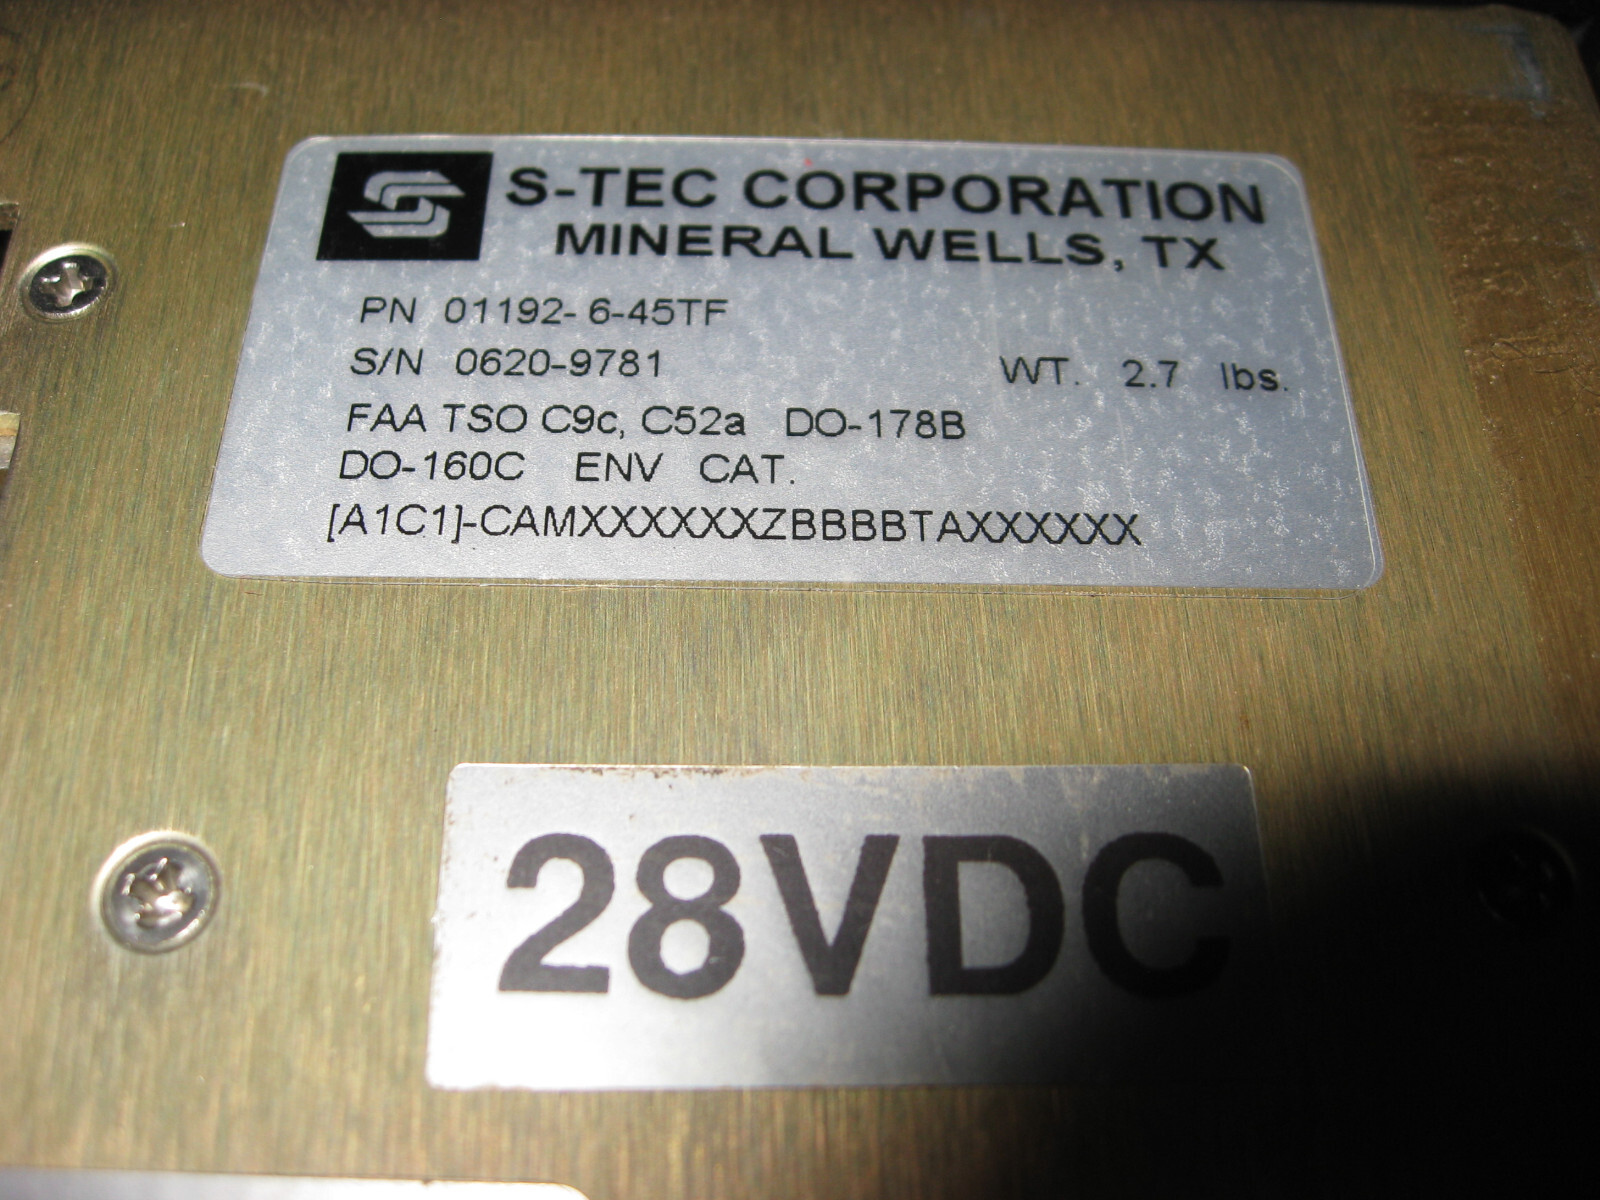 S-TEC CORPORATION
MINERAL WELLS, TX
PN 01192- 6-45TF
S/N 0620-9781 WT. 2.7 lbs.
FAA TSO C9c, C52a DO-178B
DO-160C ENV CAT.
[A1C1]-CAMXXXXXXZBBBBTAXXXXXX
28VDC